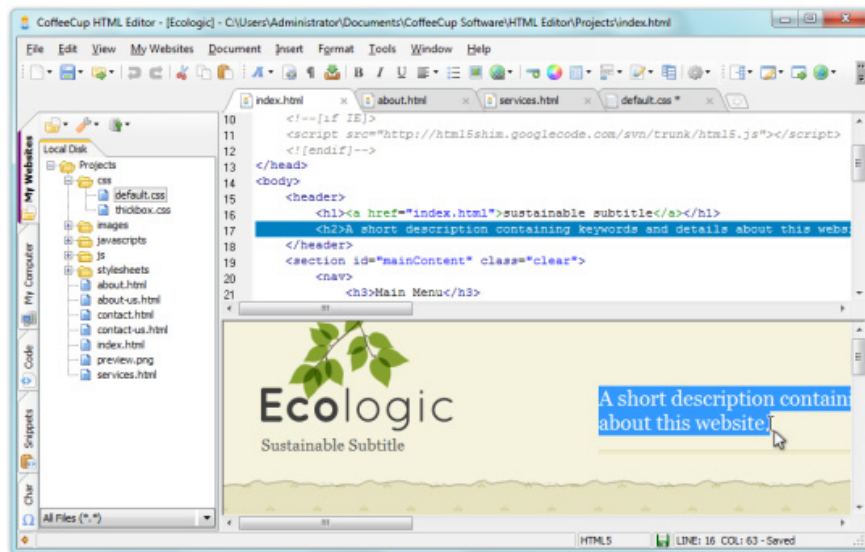 CoffeeCup HTML Editor - [Ecologic] - C:\Users\Administrator\Documents\CoffeeCup Software\HTML Editor\Projects\index.html
File Edit View My Websites Document Insert Format Tools Window Help
index.html about.html services.html default.css *
My Websites
My Computer
Code
Snippets
Char
Local Disk
Projects
css
default.css
thickbox.css
images
javascripts
js
stylesheets
about.html
about-us.html
contact.html
contact-us.html
index.html
preview.png
services.html
All Files (*.*)
10 <!--[if IE]>
11 <script src="http://html5shim.googlecode.com/svn/trunk/html5.js"></script>
12 <![endif]-->
13 </head>
14 <body>
15 <header>
16 <h1><a href="index.html">sustainable subtitle</a></h1>
17 <h2>A short description containing keywords and details about this websi
18 </header>
19 <section id="mainContent" class="clear">
20 <nav>
21 <h3>Main Menu</h3>
Ecologic
Sustainable Subtitle
A short description containi
about this website.
HTML5 LINE: 16 COL: 63 - Saved